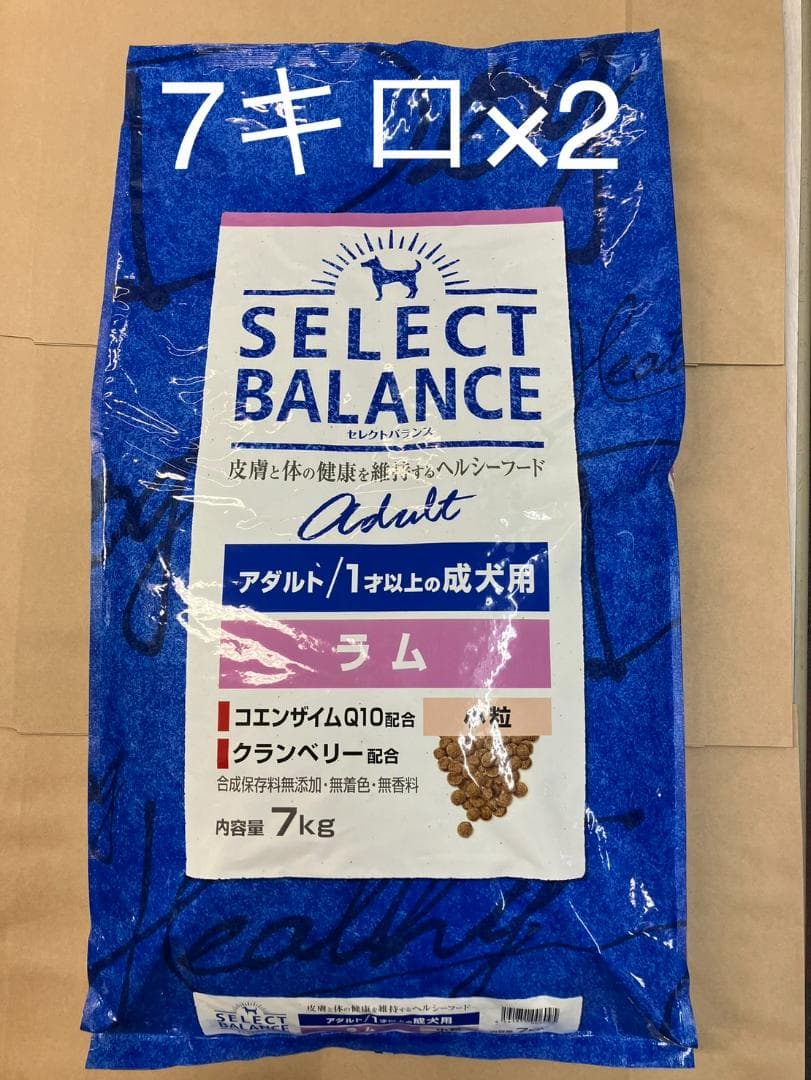 7キロ×2
SELECT
BALANCE
セレクトバランス
皮膚と体の健康を維持するヘルシーフード
adult
アダルト/1才以上の成犬用
ラム
コエンザイムQ10配合
小粒
クランベリー配合
合成保存料無添加・無着色・無香料
内容量 7kg
Healthy
SELECT
BALANCE
皮膚と体の健康を維持するヘルシーフード
アダルト/1才以上の成犬用
ラム
小粒